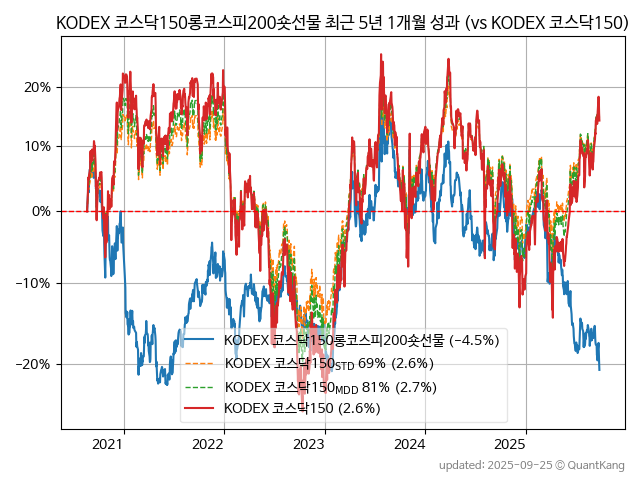 KODEX 코스닥150롱코스피200숏선물 최근 5년 1개월 성과 (vs KODEX 코스닥150)
20%
10%
0%
−10%
−20%
KODEX 코스닥150롱코스피200숏선물 (−4.5%)
KODEX 코스닥150STD 69% (2.6%)
KODEX 코스닥150MDD 81% (2.7%)
KODEX 코스닥150 (2.6%)
2021 2022 2023 2024 2025
updated: 2025-09-25 © QuantKang